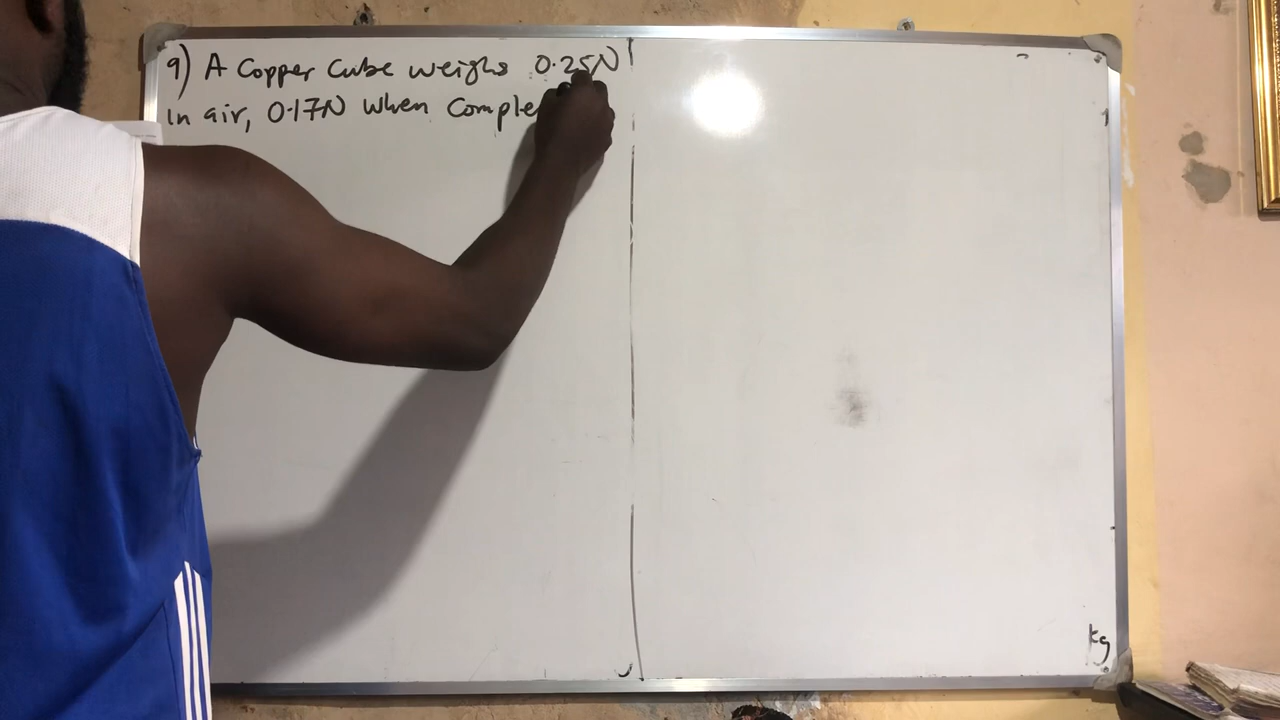 9) A Copper Cube weighs 0.25N
in air, 0.17N when Comple
kg